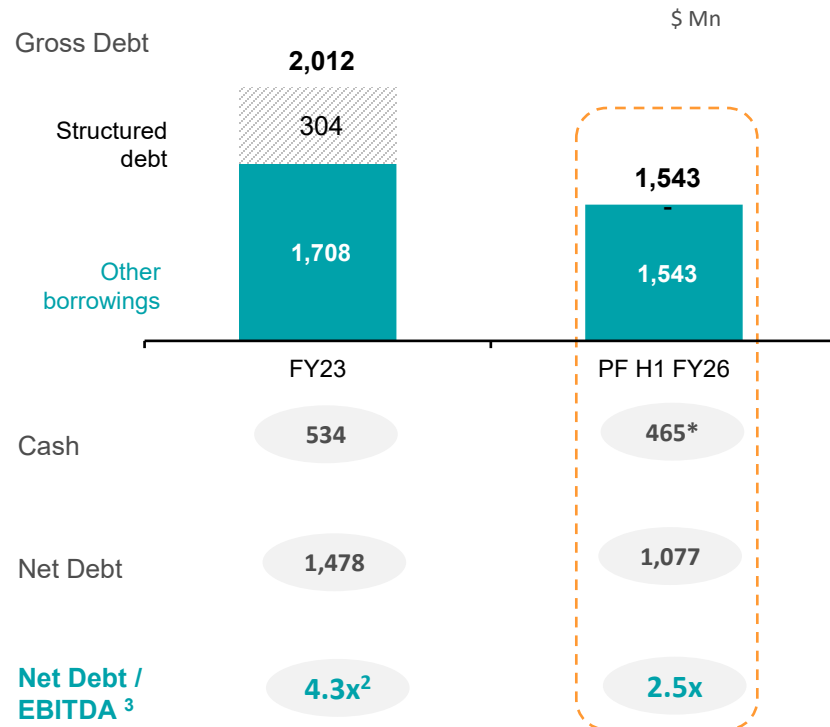 $ Mn
Gross Debt
2,012
304
Structured
debt
1,543
-
1,708
1,543
Other
borrowings
FY23
PF H1 FY26
Cash
534
465*
Net Debt
1,478
1,077
Net Debt /
EBITDA ³
4.3x²
2.5x